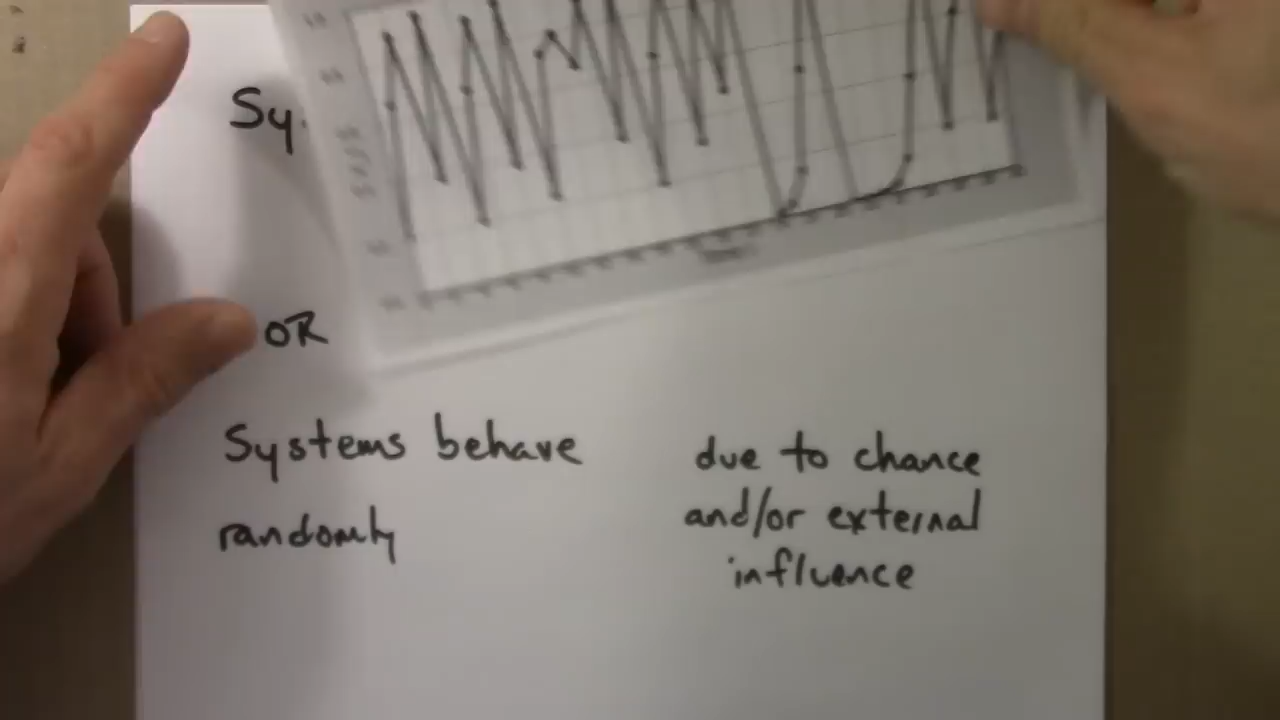 Sy
OR
Systems behave
due to chance
randomly
and/or external
influence